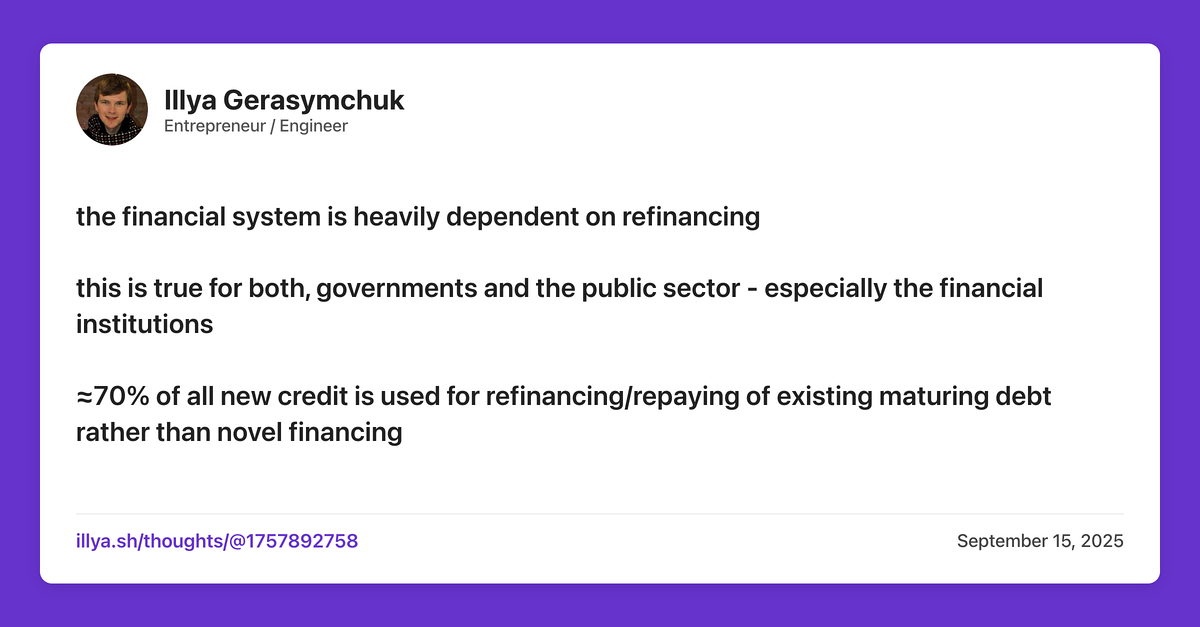 Illya Gerasymchuk
Entrepreneur / Engineer
the financial system is heavily dependent on refinancing
this is true for both, governments and the public sector - especially the financial
institutions
≈70% of all new credit is used for refinancing/repaying of existing maturing debt
rather than novel financing
illya.sh/thoughts/@1757892758
September 15, 2025